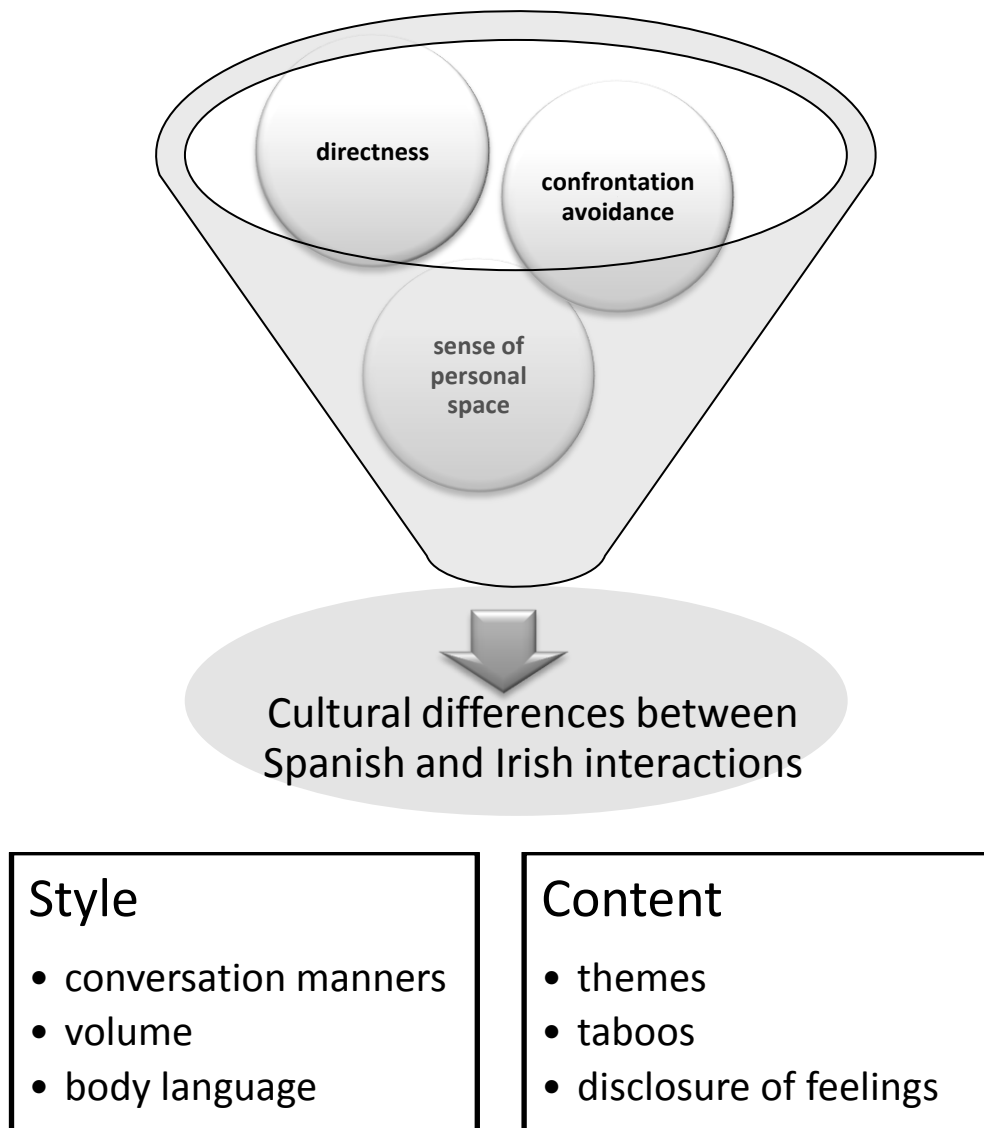 directness
confrontation
avoidance
sense of
personal
space
Cultural differences between
Spanish and Irish interactions
Style
• conversation manners
• volume
• body language
Content
• themes
• taboos
• disclosure of feelings